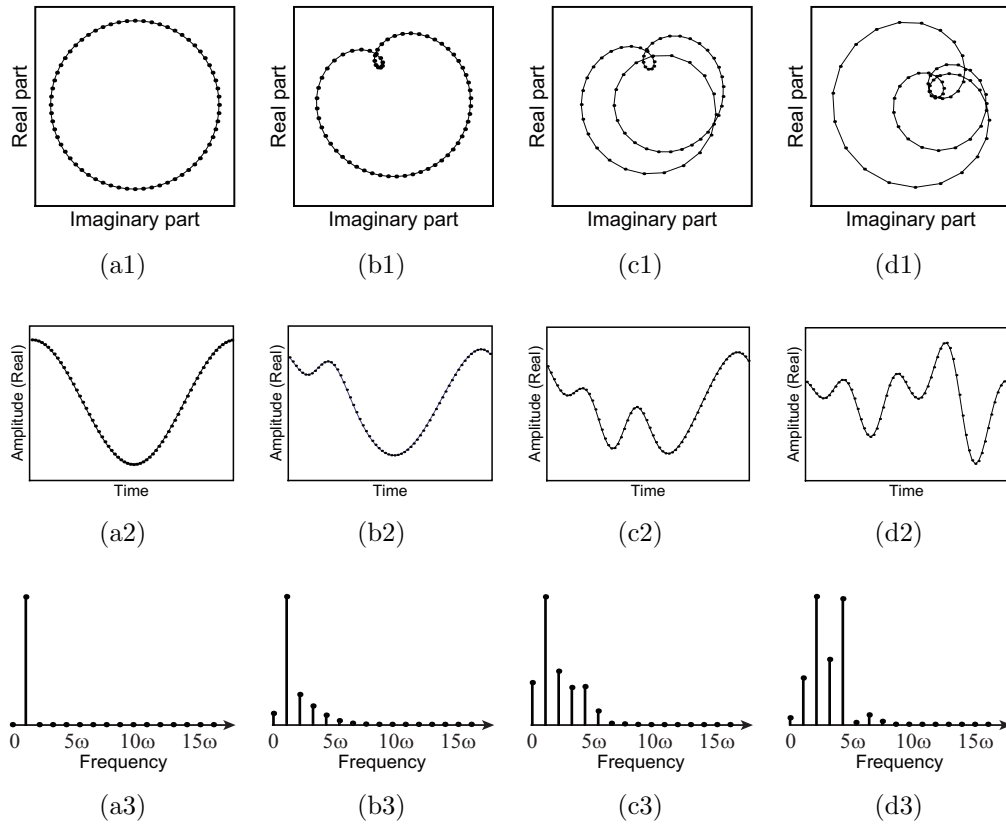 Real part
Imaginary part
(a1)
Real part
Imaginary part
(b1)
Real part
Imaginary part
(c1)
Real part
Imaginary part
(d1)
Amplitude (Real)
Time
(a2)
Amplitude (Real)
Time
(b2)
Amplitude (Real)
Time
(c2)
Amplitude (Real)
Time
(d2)
0 5ω 10ω 15ω
Frequency
(a3)
0 5ω 10ω 15ω
Frequency
(b3)
0 5ω 10ω 15ω
Frequency
(c3)
0 5ω 10ω 15ω
Frequency
(d3)